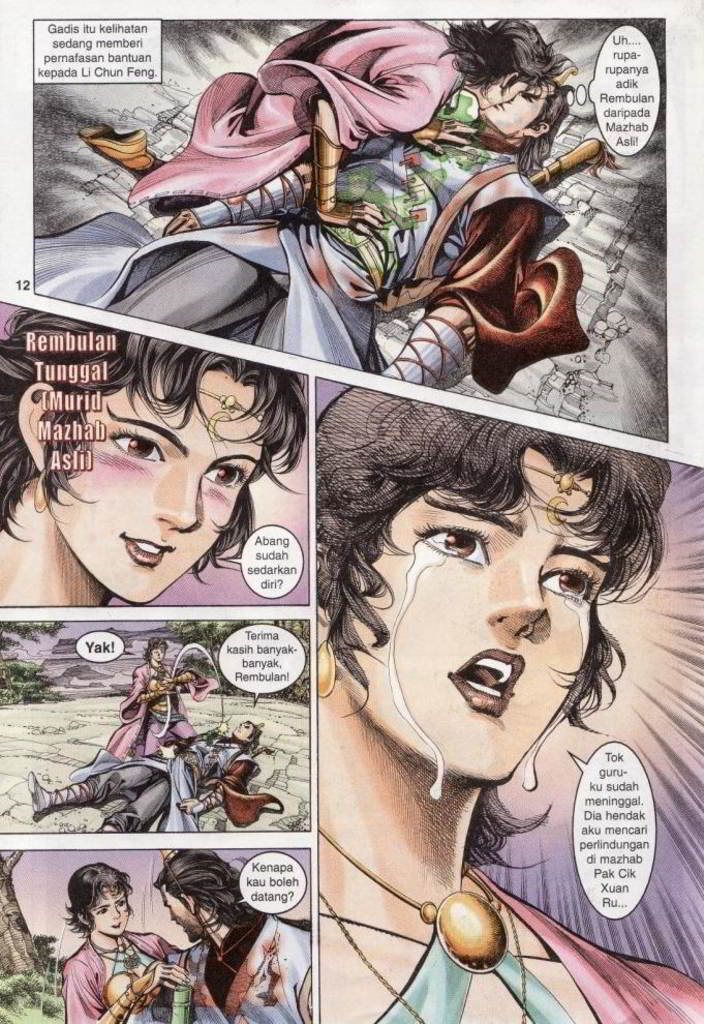 Gadis itu kelihatan
sedang memberi
pernafasan bantuan
kepada Li Chun Feng.
Uh....
rupa-
rupanya
adik
Rembulan
daripada
Mazhab
Asli!
12
Rembulan
Tunggal
(Murid
Mazhab
Asli)
Abang
sudah
sedarkan
diri?
Yak!
Terima
kasih banyak-
banyak,
Rembulan!
Kenapa
kau boleh
datang?
Tok
guru-
ku sudah
meninggal.
Dia hendak
aku mencari
perlindungan
di mazhab
Pak Cik
Xuan
Ru...